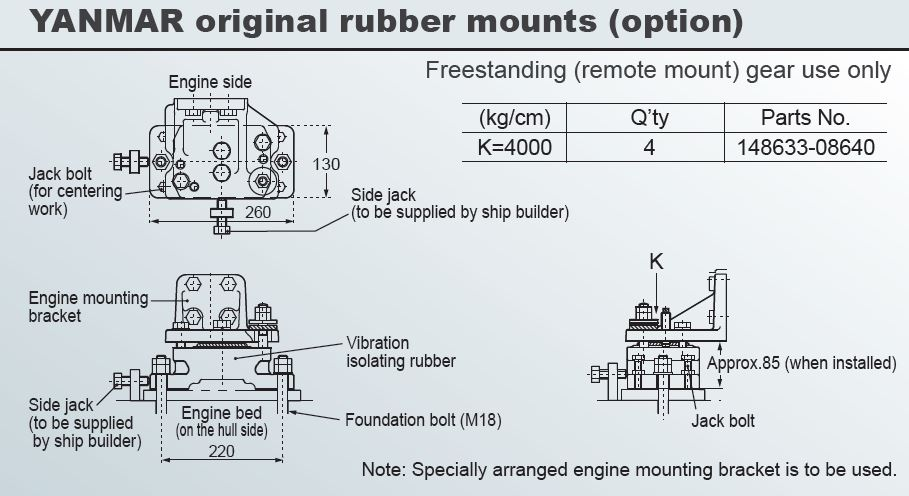 YANMAR original rubber mounts (option)
Freestanding (remote mount) gear use only
(kg/cm) Q'ty Parts No.
K=4000 4 148633-08640
Engine side
130
Jack bolt
(for centering
work)
260
Side jack
(to be supplied by ship builder)
K
Engine mounting
bracket
Vibration
isolating rubber
Approx.85 (when installed)
Side jack
(to be supplied
by ship builder)
Engine bed
(on the hull side)
Foundation bolt (M18)
Jack bolt
220
Note: Specially arranged engine mounting bracket is to be used.